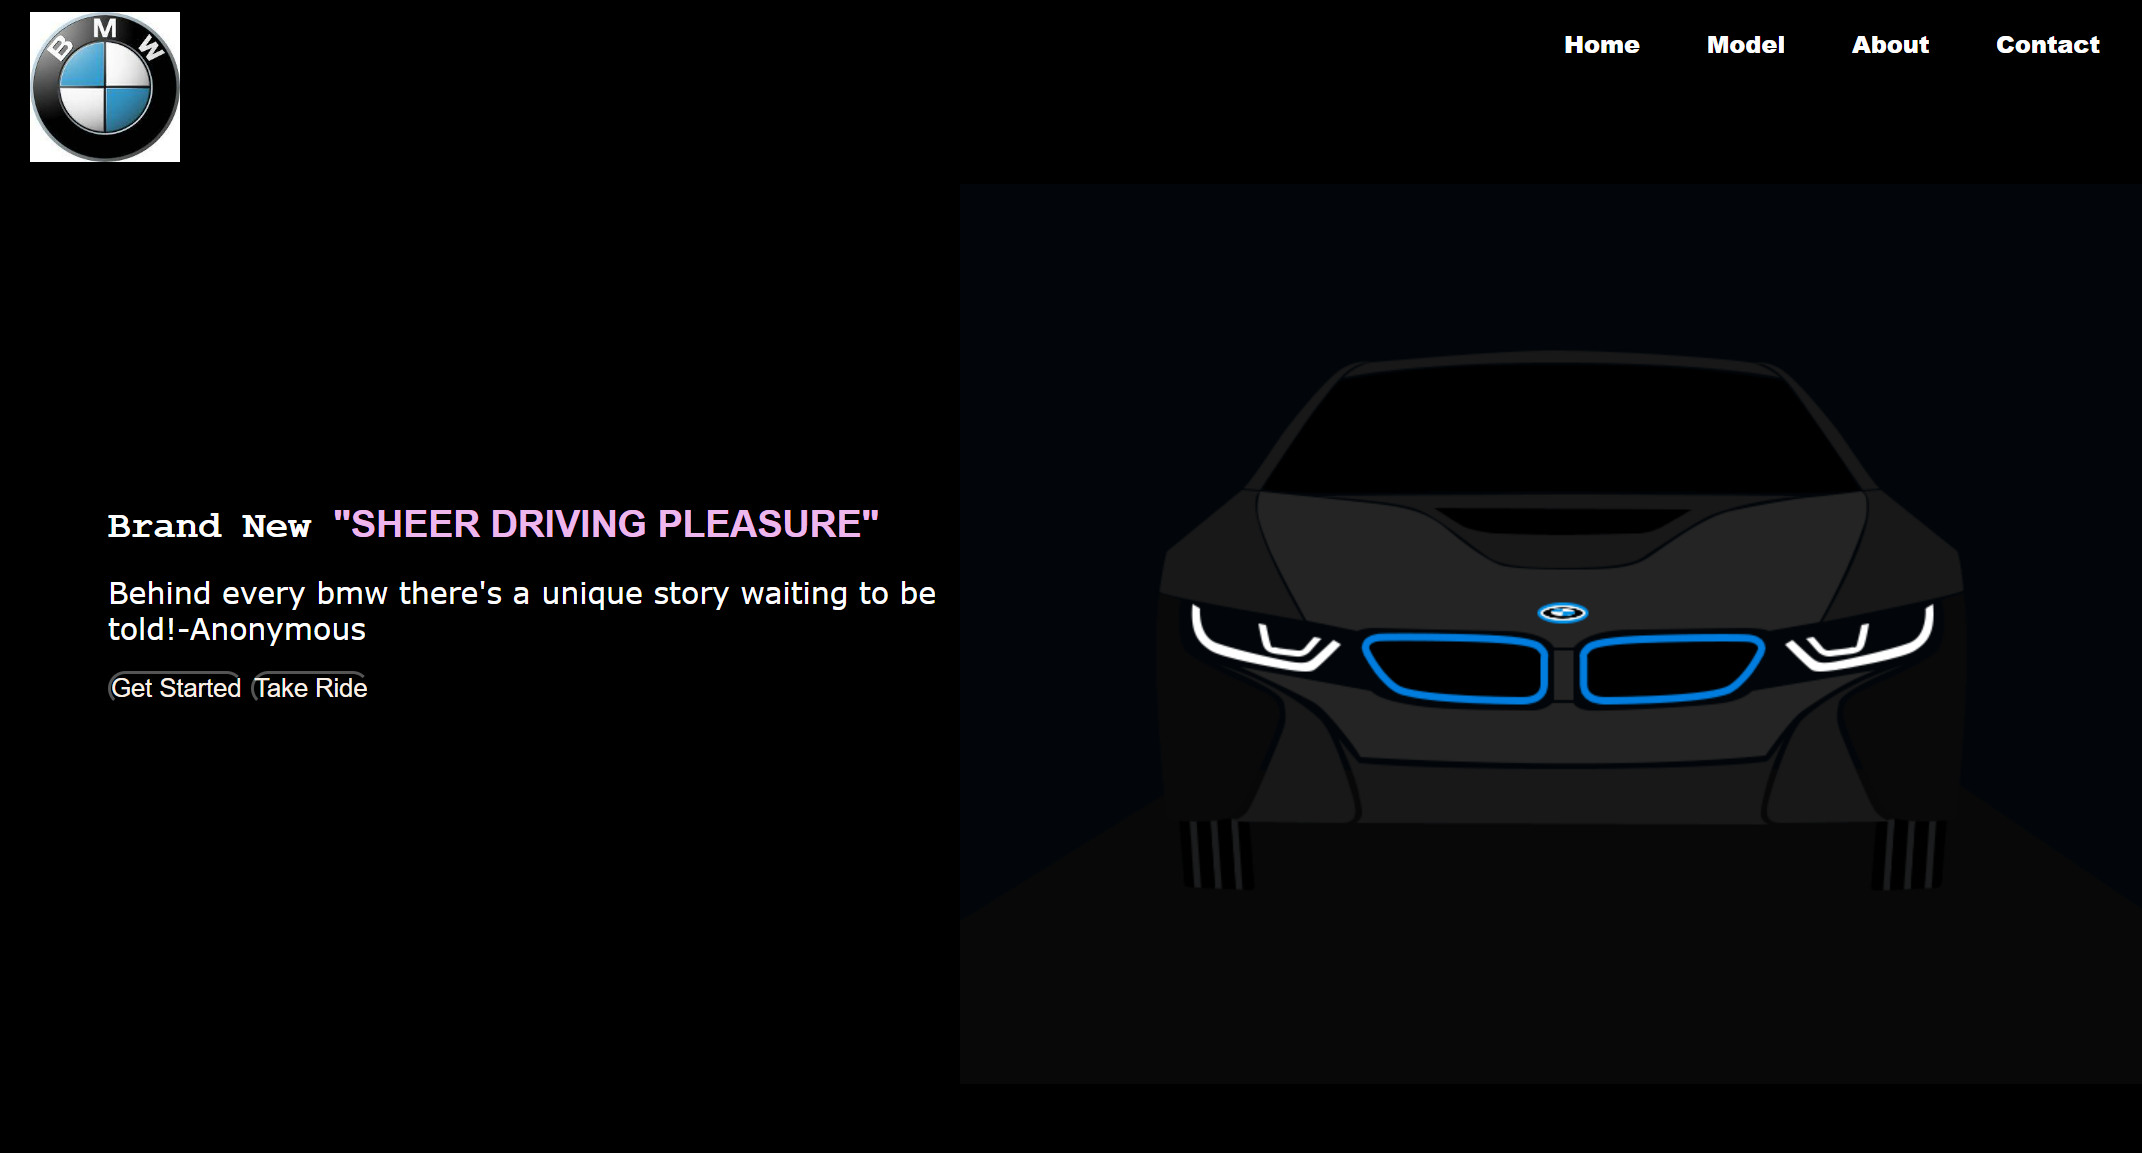 BMW
Home Model About Contact
Brand New "SHEER DRIVING PLEASURE"
Behind every bmw there's a unique story waiting to be
told!-Anonymous
Get Started Take Ride